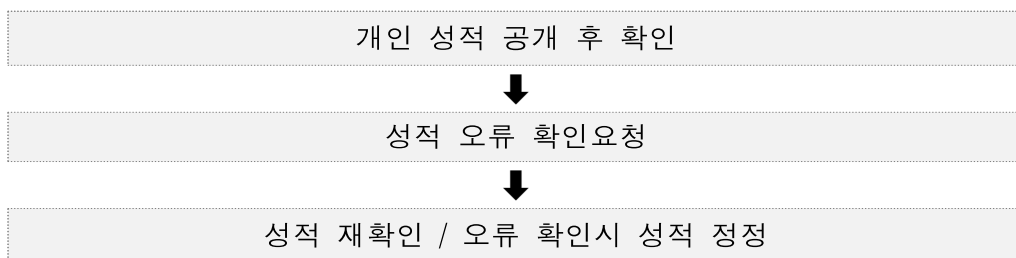 개인 성적 공개 후 확인
성적 오류 확인요청
성적 재확인 / 오류 확인시 성적 정정